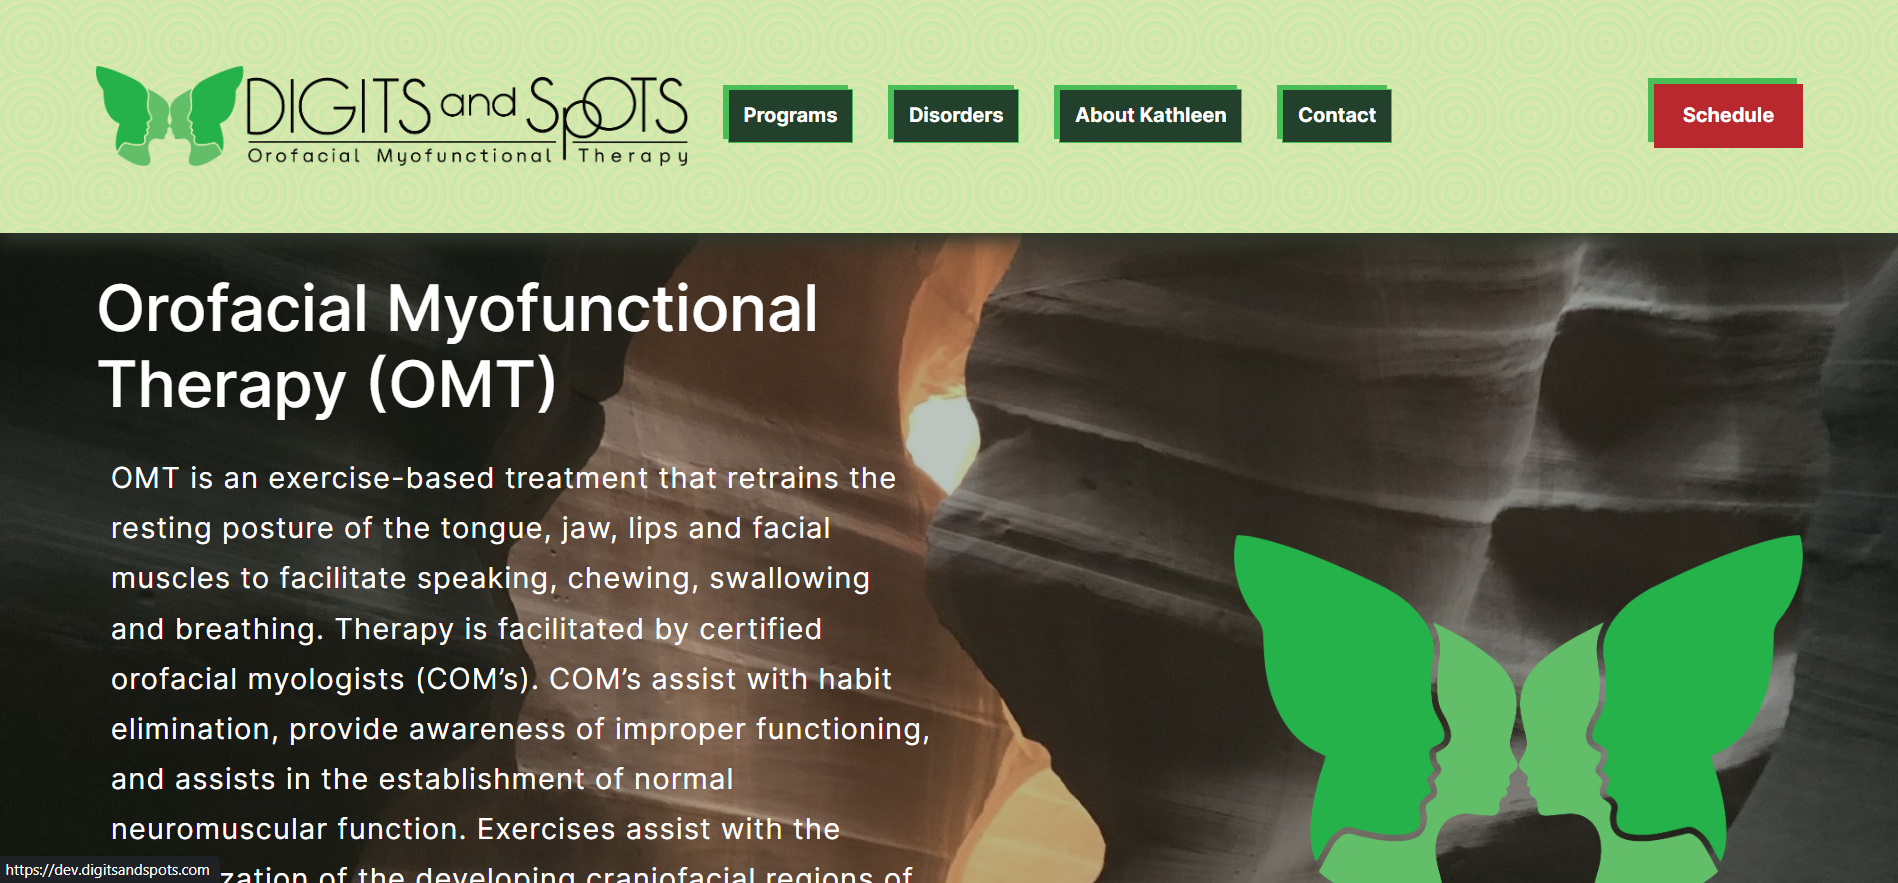 DIGITS and SpOTS
Orofacial Myofunctional Therapy
Programs
Disorders
About Kathleen
Contact
Schedule
Orofacial Myofunctional
Therapy (OMT)
OMT is an exercise-based treatment that retrains the
resting posture of the tongue, jaw, lips and facial
muscles to facilitate speaking, chewing, swallowing
and breathing. Therapy is facilitated by certified
orofacial myologists (COM’s). COM’s assist with habit
elimination, provide awareness of improper functioning,
and assists in the establishment of normal
neuromuscular function. Exercises assist with the
of the developing craniofacial regions of
https://dev.digitsandspots.com